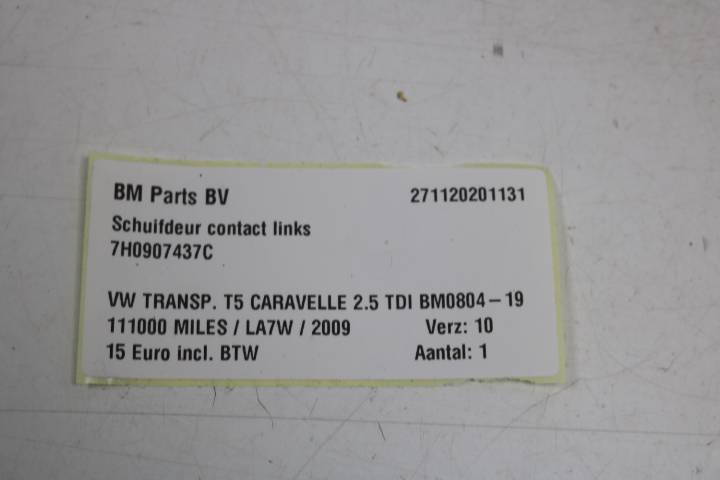 BM Parts BV 271120201131
Schuifdeur contact links
7H0907437C
VW TRANSP. T5 CARAVELLE 2.5 TDI BM0804-19
111000 MILES / LA7W / 2009 Verz: 10
15 Euro incl. BTW Aantal: 1